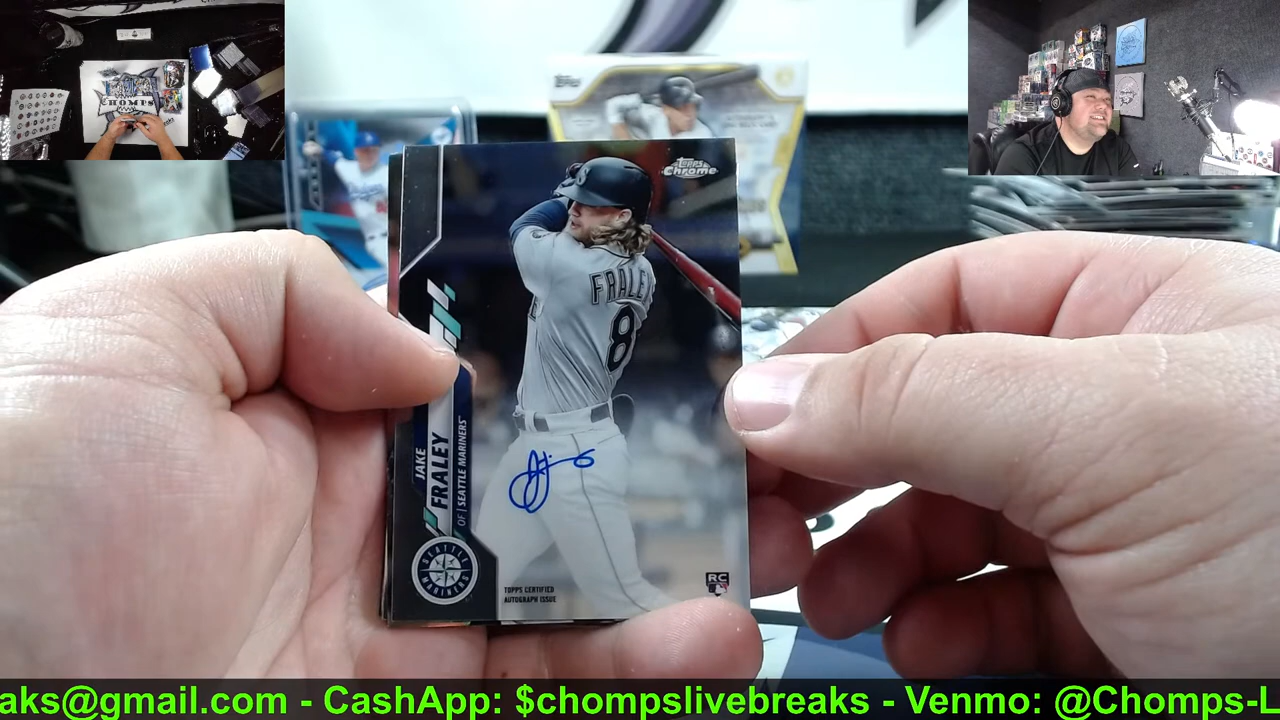 CHOMPS
topps
Topps
Chrome
FRALEY
8
JAKE
FRALEY
OF | SEATTLE MARINERS
SEATTLE
MARINERS
TOPPS CERTIFIED
AUTOGRAPH ISSUE
RC
aks@gmail.com - CashApp: $chompslivebreaks - Venmo: @Chomps-L